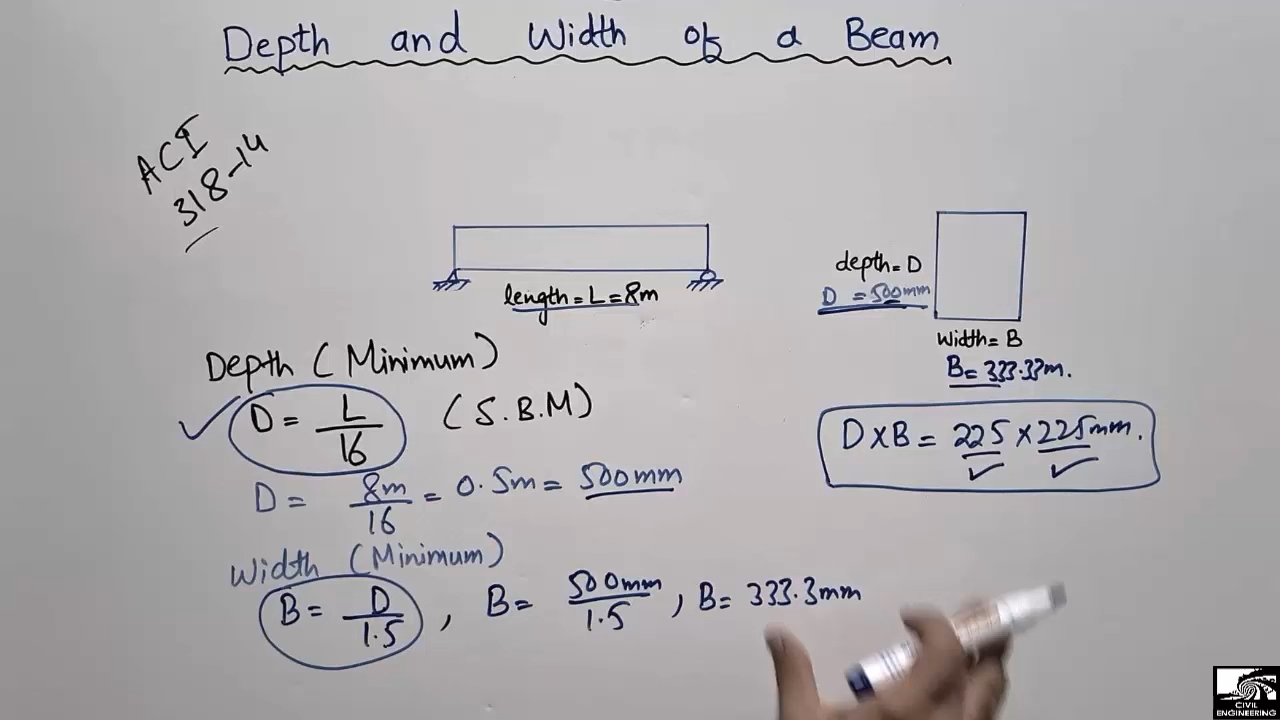 Depth and Width of a Beam
ACI
318-14
depth = D
D = 500mm
length = L = 8m
Width = B
B = 333.33m.
Depth (Minimum)
D = L/16 (S.B.M)
D × B = 225 × 225mm.
D = 8m/16 = 0.5m = 500mm
Width (Minimum)
B = D/1.5 , B = 500mm/1.5 , B = 333.3mm
CIVIL
ENGINEERING